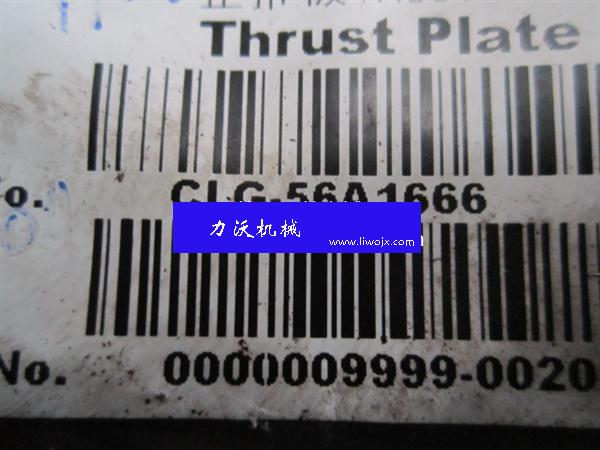 Thrust Plate
o. CLG-56A1666
力沃机械
www.liwojx.com
No. 0000009999-0020